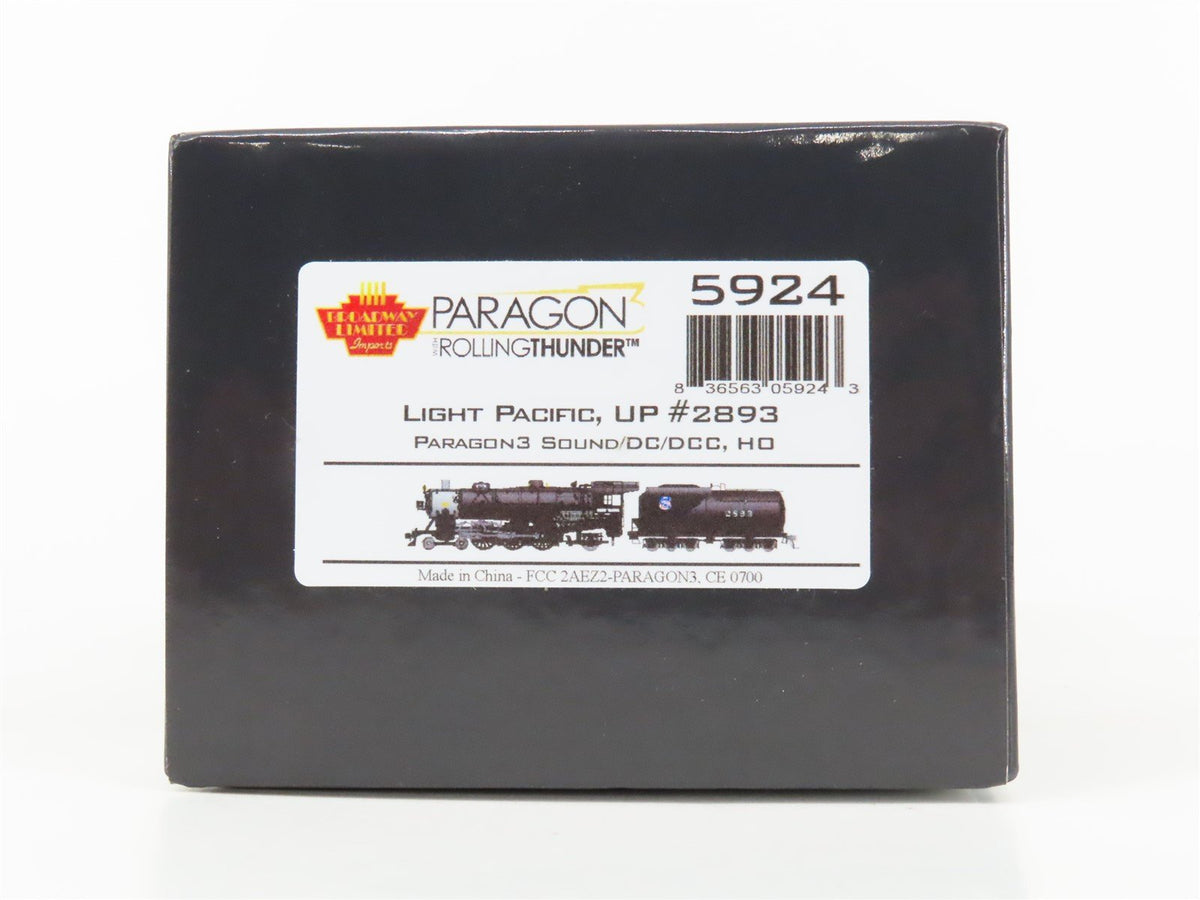 BROADWAY
LIMITED
Imports
PARAGON3
WITH ROLLINGTHUNDER™
5924
8 36563 05924 3
LIGHT PACIFIC, UP #2893
PARAGON3 SOUND/DC/DCC, HO
2893
Made in China - FCC 2AEZ2-PARAGON3, CE 0700